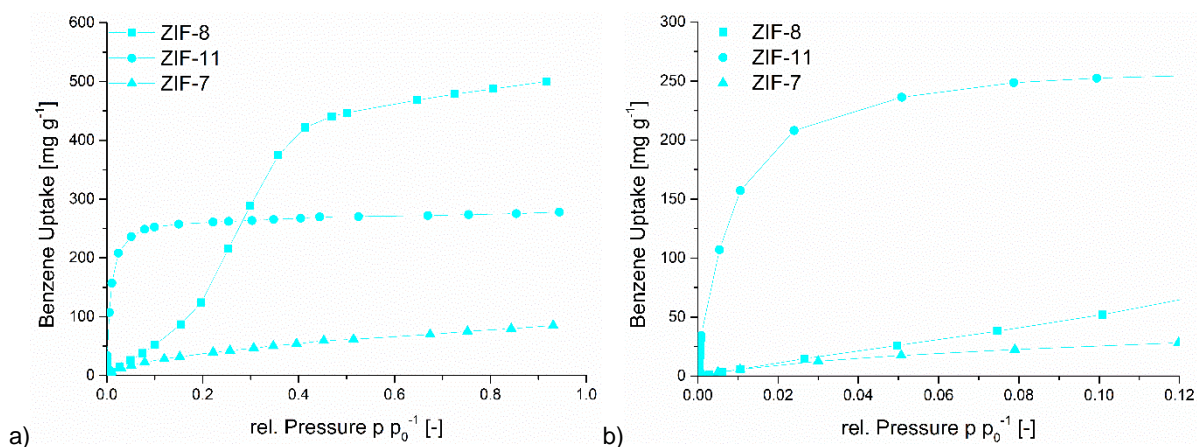 600
500
400
300
200
100
0
Benzene Uptake [mg g⁻¹]
ZIF-8
ZIF-11
ZIF-7
0.0 0.2 0.4 0.6 0.8 1.0
rel. Pressure p p₀⁻¹ [-]
a)
300
250
200
150
100
50
0
Benzene Uptake [mg g⁻¹]
ZIF-8
ZIF-11
ZIF-7
0.00 0.02 0.04 0.06 0.08 0.10 0.12
rel. Pressure p p₀⁻¹ [-]
b)